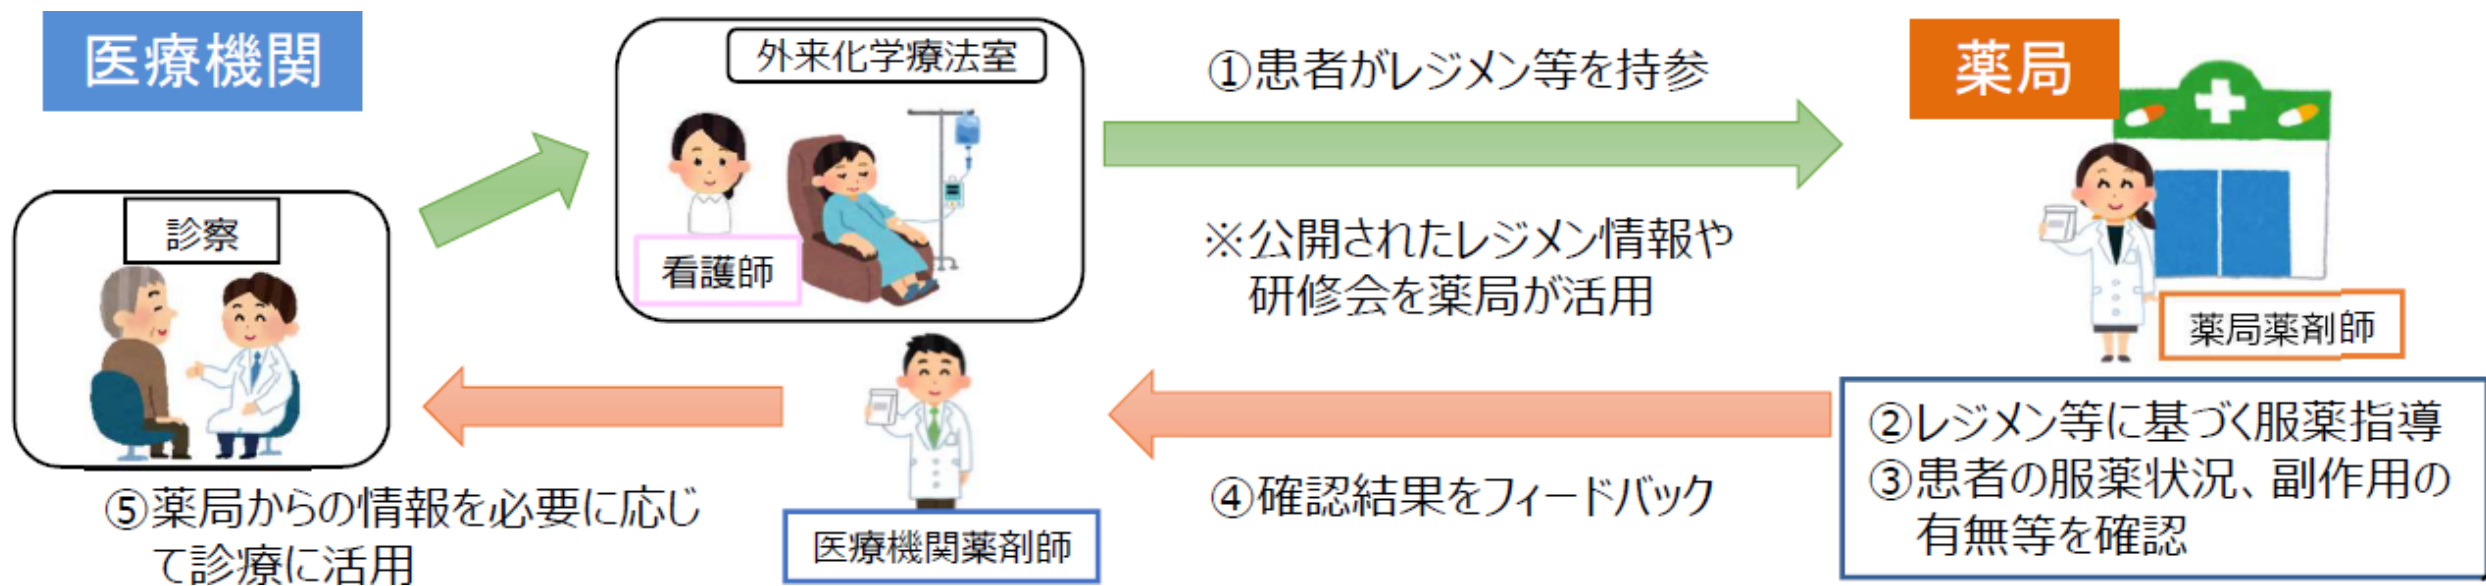 医療機関
外来化学療法室
①患者がレジメン等を持参
薬局
診察
看護師
※公開されたレジメン情報や
研修会を薬局が活用
薬局薬剤師
②レジメン等に基づく服薬指導
③患者の服薬状況、副作用の
有無等を確認
④確認結果をフィードバック
医療機関薬剤師
⑤薬局からの情報を必要に応じ
て診療に活用